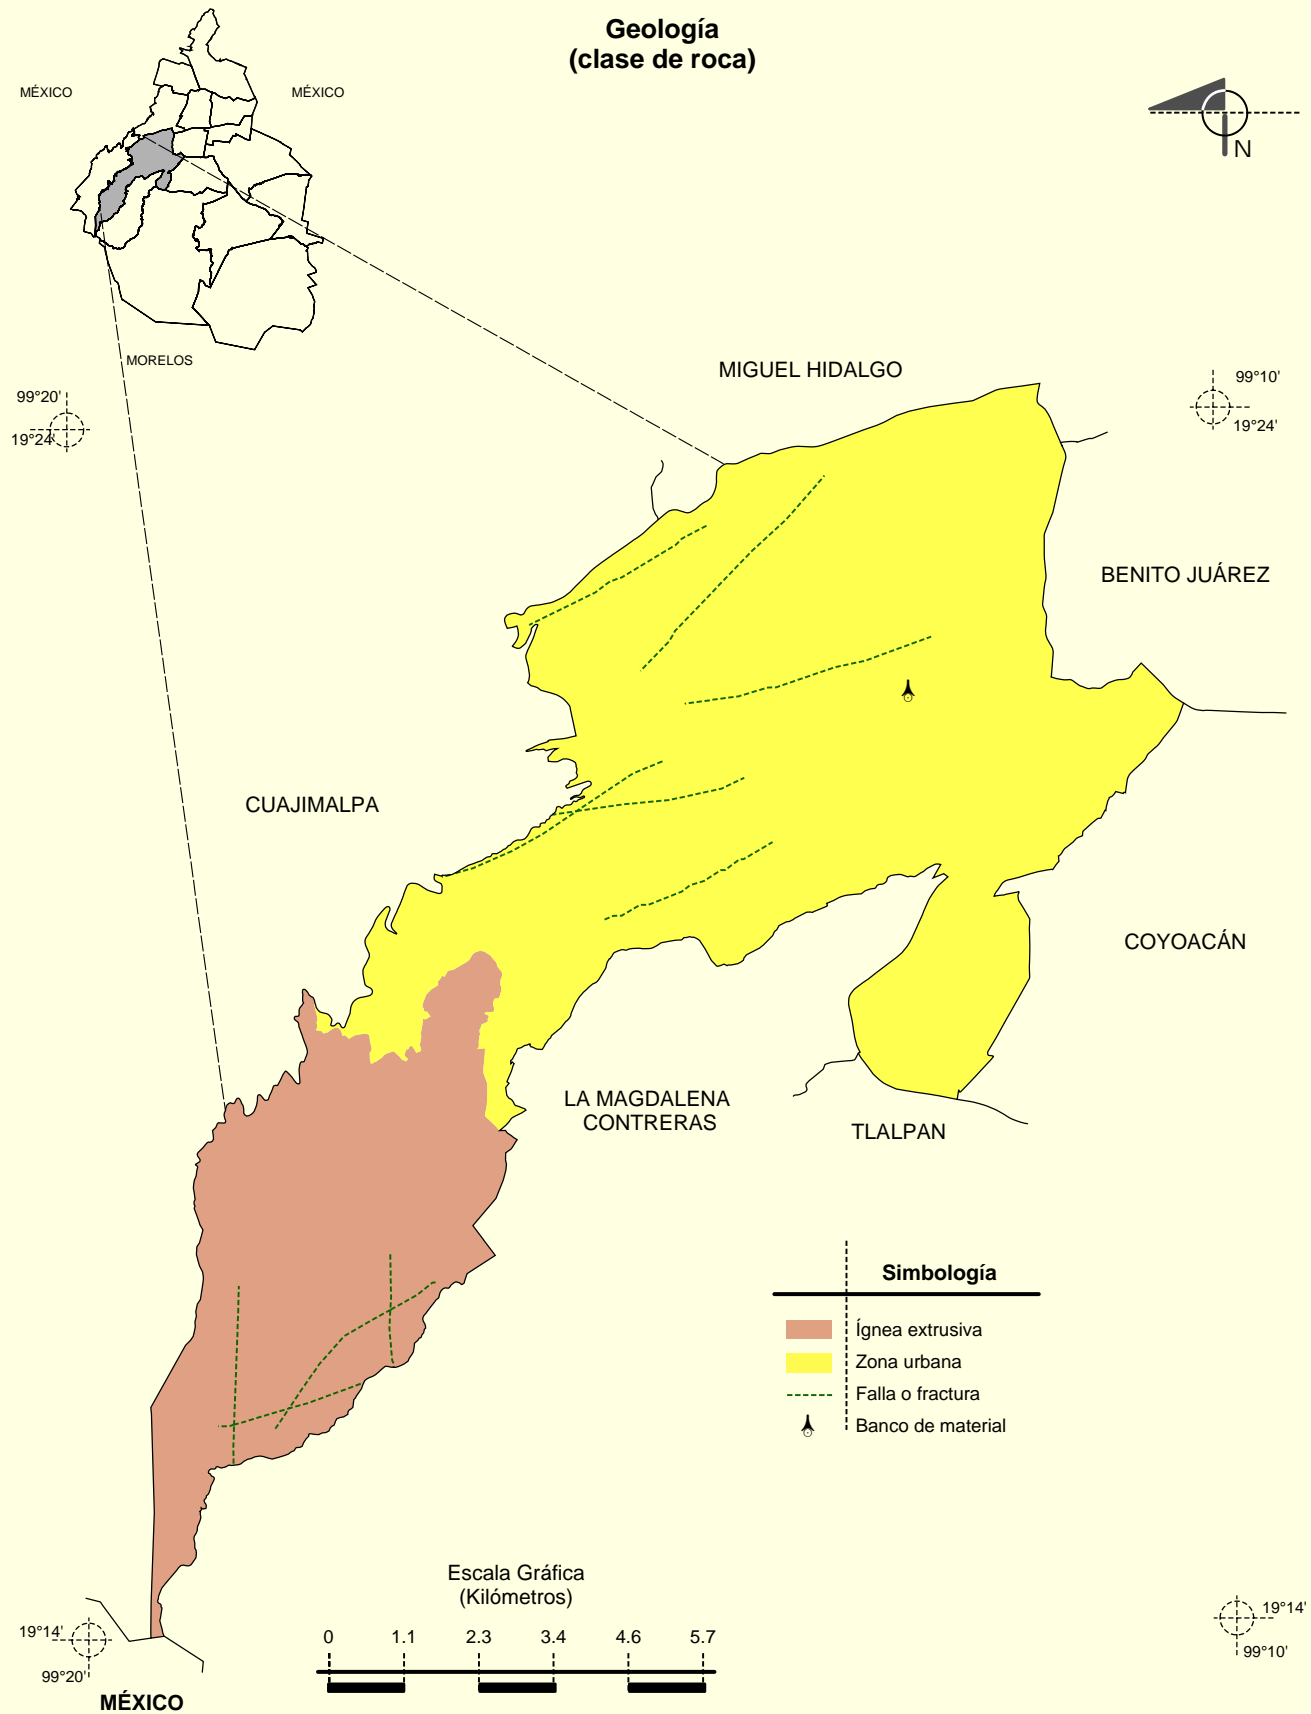 Geología
(clase de roca)
MÉXICO
MÉXICO
N
MORELOS
MIGUEL HIDALGO
99°20'
19°24'
99°10'
19°24'
BENITO JUÁREZ
CUAJIMALPA
COYOACÁN
LA MAGDALENA
CONTRERAS
TLALPAN
Simbología
Ígnea extrusiva
Zona urbana
Falla o fractura
Banco de material
Escala Gráfica
(Kilómetros)
0 1.1 2.3 3.4 4.6 5.7
19°14'
99°20'
19°14'
99°10'
MÉXICO